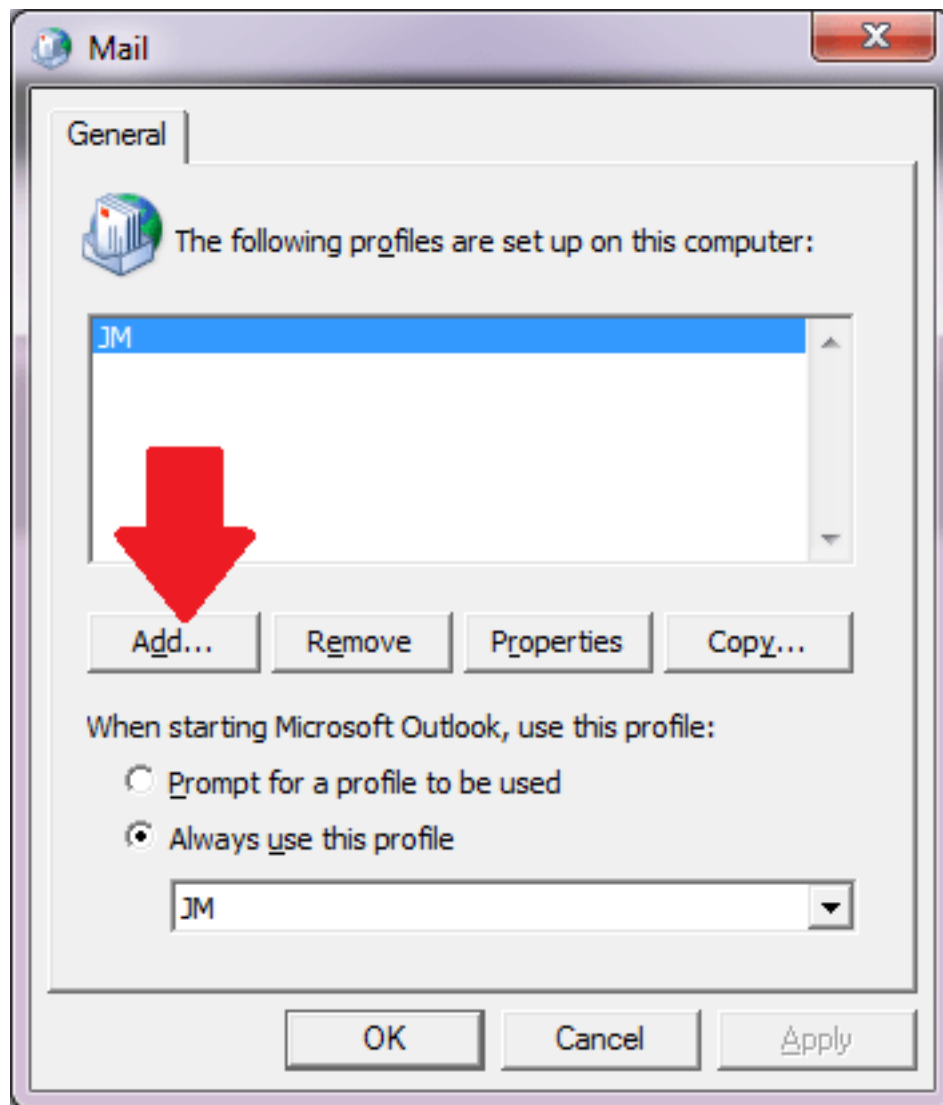 Mail
General
The following profiles are set up on this computer:
JM
Add... Remove Properties Copy...
When starting Microsoft Outlook, use this profile:
Prompt for a profile to be used
Always use this profile
JM
OK Cancel Apply